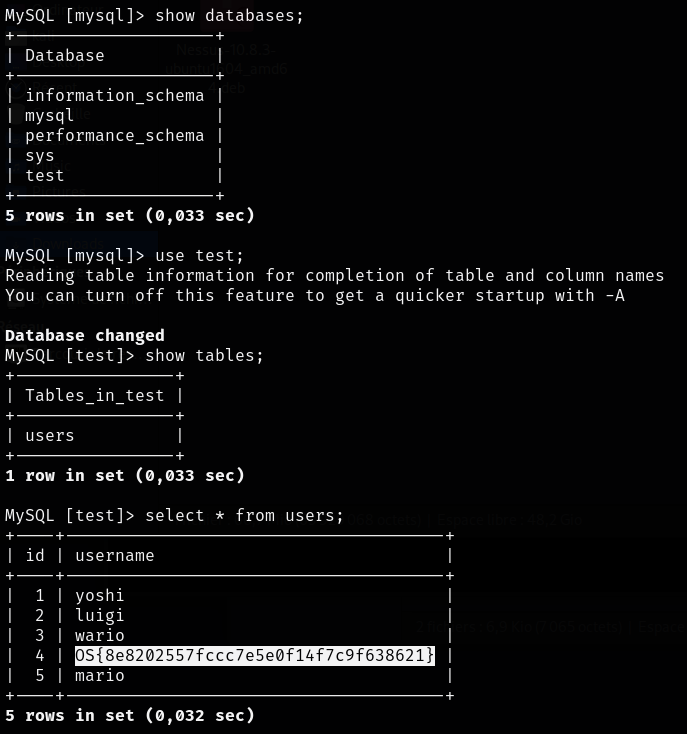 MySQL [mysql]> show databases;
+--------------------+
| Database           |
+--------------------+
| information_schema |
| mysql              |
| performance_schema |
| sys                |
| test               |
+--------------------+
5 rows in set (0,033 sec)
MySQL [mysql]> use test;
Reading table information for completion of table and column names
You can turn off this feature to get a quicker startup with -A
Database changed
MySQL [test]> show tables;
+----------------+
| Tables_in_test |
+----------------+
| users          |
+----------------+
1 row in set (0,033 sec)
MySQL [test]> select * from users;
+----+--------------------------------------+
| id | username                             |
+----+--------------------------------------+
|  1 | yoshi                                |
|  2 | luigi                                |
|  3 | wario                                |
|  4 | OS{8e8202557fccc7e5e0f14f7c9f638621} |
|  5 | mario                                |
+----+--------------------------------------+
5 rows in set (0,032 sec)